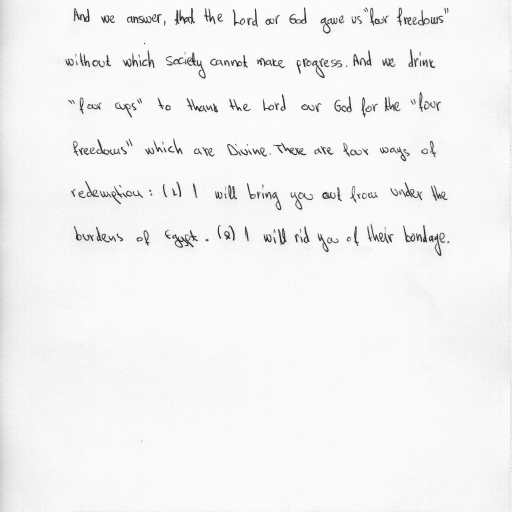 And we answer, that the Lord our God gave us "four freedoms"
without which society cannot make progress. And we drink
"four cups" to thank the Lord our God for the "four
freedoms" which are Divine. There are four ways of
redemption: (1) I will bring you out from under the
burdens of Egypt. (2) I will rid you of their bondage.